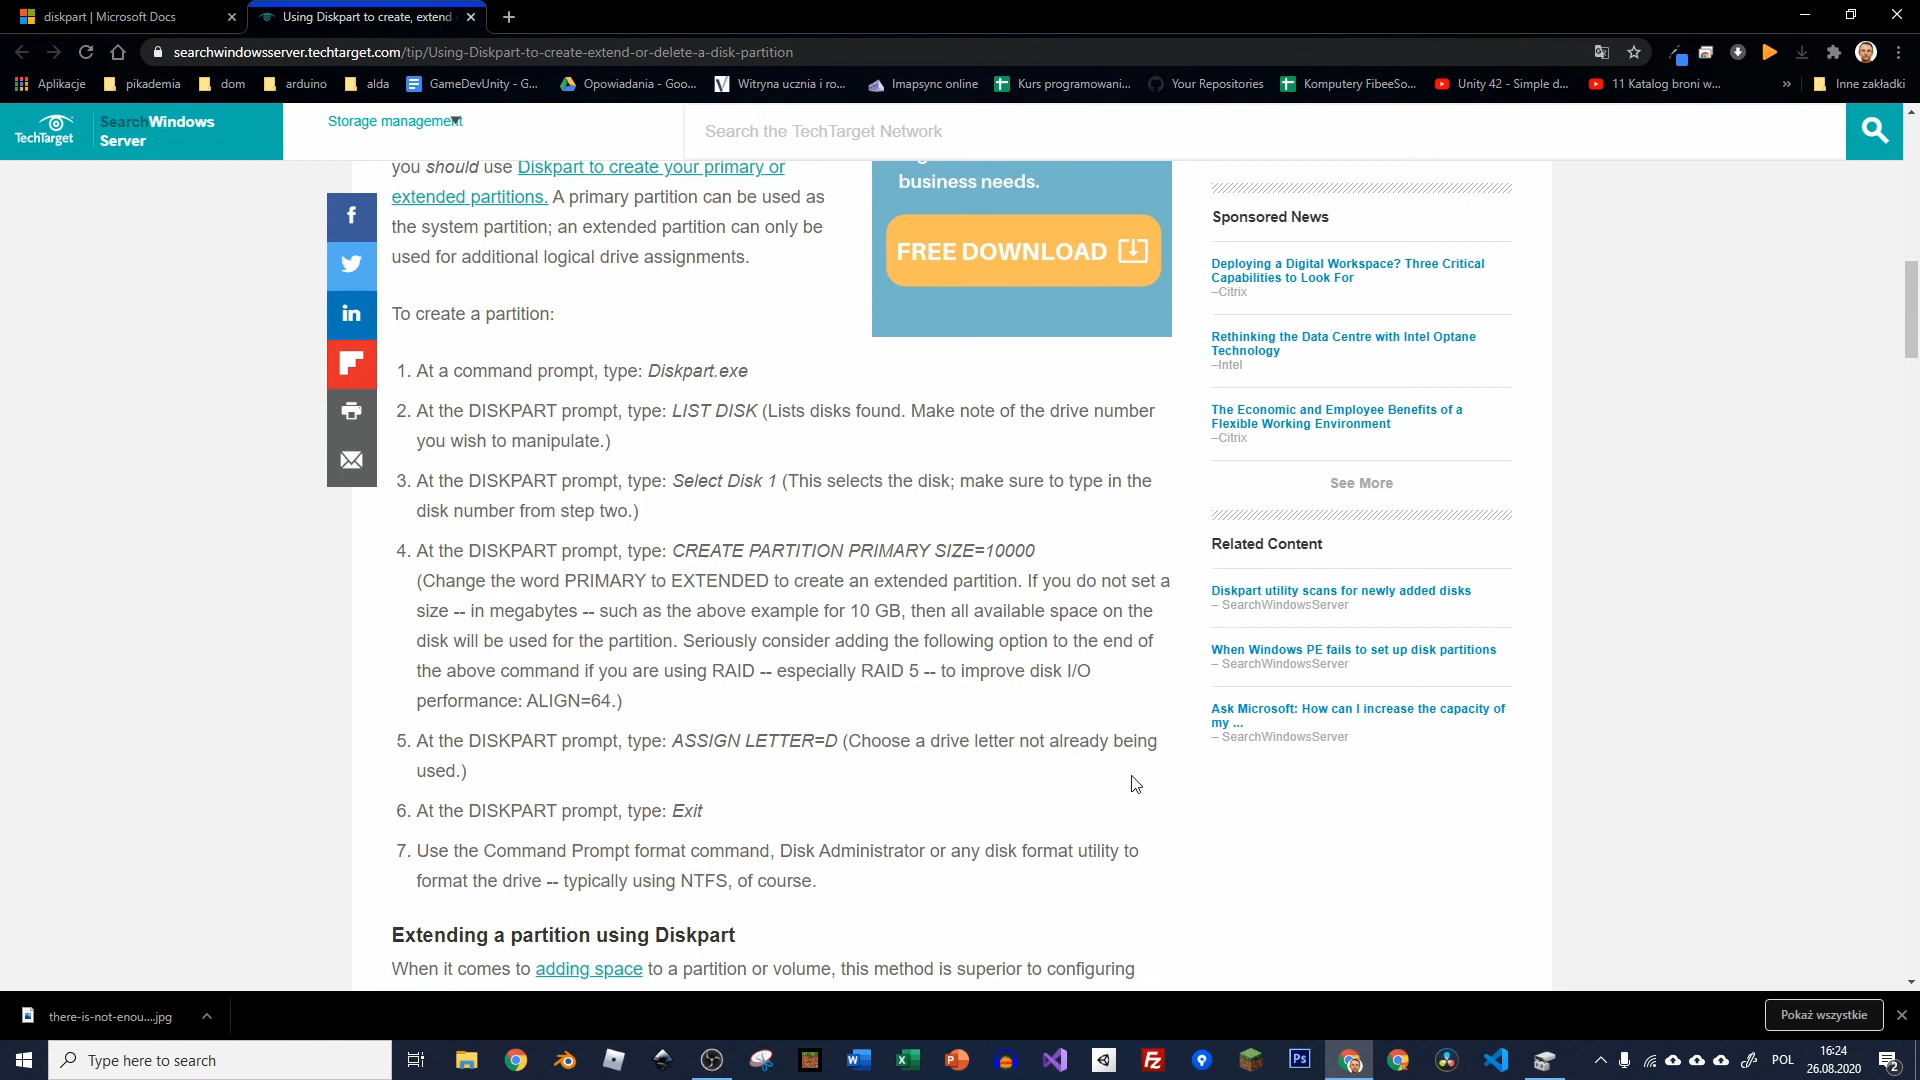 diskpart | Microsoft Docs
Using Diskpart to create, extend
searchwindowsserver.techtarget.com/tip/Using-Diskpart-to-create-extend-or-delete-a-disk-partition
Aplikacje
pikademia
dom
arduino
alda
GameDevUnity - G...
Opowiadania - Goo...
Witryna ucznia i ro...
Imapsync online
Kurs programowani...
Your Repositories
Komputery FibeeSo...
Unity 42 - Simple d...
11 Katalog broni w...
»
Inne zakładki
TechTarget
SearchWindows
Server
Storage management
Search the TechTarget Network
you should use Diskpart to create your primary or
extended partitions. A primary partition can be used as
the system partition; an extended partition can only be
used for additional logical drive assignments.
business needs.
FREE DOWNLOAD
To create a partition:
1. At a command prompt, type: Diskpart.exe
2. At the DISKPART prompt, type: LIST DISK (Lists disks found. Make note of the drive number
you wish to manipulate.)
3. At the DISKPART prompt, type: Select Disk 1 (This selects the disk; make sure to type in the
disk number from step two.)
4. At the DISKPART prompt, type: CREATE PARTITION PRIMARY SIZE=10000
(Change the word PRIMARY to EXTENDED to create an extended partition. If you do not set a
size -- in megabytes -- such as the above example for 10 GB, then all available space on the
disk will be used for the partition. Seriously consider adding the following option to the end of
the above command if you are using RAID -- especially RAID 5 -- to improve disk I/O
performance: ALIGN=64.)
5. At the DISKPART prompt, type: ASSIGN LETTER=D (Choose a drive letter not already being
used.)
6. At the DISKPART prompt, type: Exit
7. Use the Command Prompt format command, Disk Administrator or any disk format utility to
format the drive -- typically using NTFS, of course.
Extending a partition using Diskpart
When it comes to adding space to a partition or volume, this method is superior to configuring
Sponsored News
Deploying a Digital Workspace? Three Critical
Capabilities to Look For
–Citrix
Rethinking the Data Centre with Intel Optane
Technology
–Intel
The Economic and Employee Benefits of a
Flexible Working Environment
–Citrix
See More
Related Content
Diskpart utility scans for newly added disks
– SearchWindowsServer
When Windows PE fails to set up disk partitions
– SearchWindowsServer
Ask Microsoft: How can I increase the capacity of
my ...
– SearchWindowsServer
there-is-not-enou....jpg
Pokaż wszystkie
Type here to search
POL
16:24
26.08.2020
2